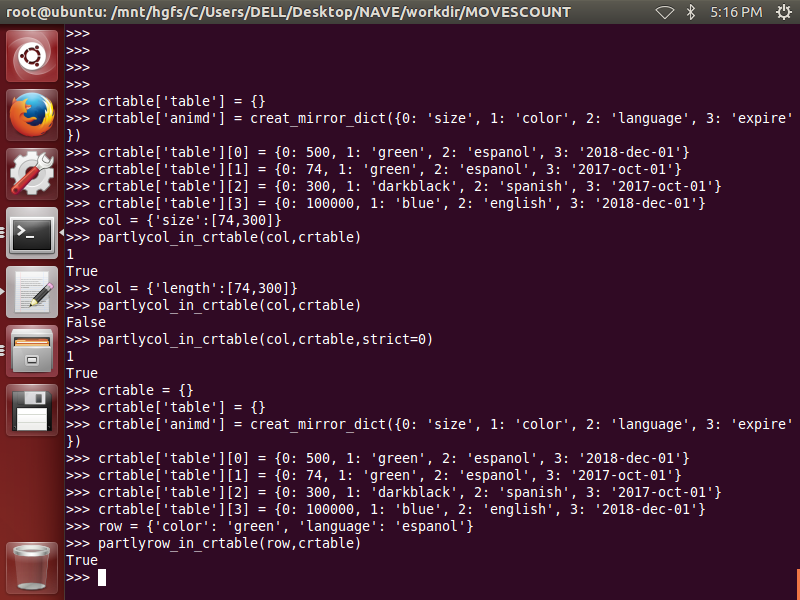 root@ubuntu: /mnt/hgfs/C/Users/DELL/Desktop/NAVE/workdir/MOVESCOUNT 5:16 PM
>>>
>>>
>>>
>>>
>>> crtable['table'] = {}
>>> crtable['animd'] = creat_mirror_dict({0: 'size', 1: 'color', 2: 'language', 3: 'expire'
})
>>> crtable['table'][0] = {0: 500, 1: 'green', 2: 'espanol', 3: '2018-dec-01'}
>>> crtable['table'][1] = {0: 74, 1: 'green', 2: 'espanol', 3: '2017-oct-01'}
>>> crtable['table'][2] = {0: 300, 1: 'darkblack', 2: 'spanish', 3: '2017-oct-01'}
>>> crtable['table'][3] = {0: 100000, 1: 'blue', 2: 'english', 3: '2018-dec-01'}
>>> col = {'size':[74,300]}
>>> partlycol_in_crtable(col,crtable)
1
True
>>> col = {'length':[74,300]}
>>> partlycol_in_crtable(col,crtable)
False
>>> partlycol_in_crtable(col,crtable,strict=0)
1
True
>>> crtable = {}
>>> crtable['table'] = {}
>>> crtable['animd'] = creat_mirror_dict({0: 'size', 1: 'color', 2: 'language', 3: 'expire'
})
>>> crtable['table'][0] = {0: 500, 1: 'green', 2: 'espanol', 3: '2018-dec-01'}
>>> crtable['table'][1] = {0: 74, 1: 'green', 2: 'espanol', 3: '2017-oct-01'}
>>> crtable['table'][2] = {0: 300, 1: 'darkblack', 2: 'spanish', 3: '2017-oct-01'}
>>> crtable['table'][3] = {0: 100000, 1: 'blue', 2: 'english', 3: '2018-dec-01'}
>>> row = {'color': 'green', 'language': 'espanol'}
>>> partlyrow_in_crtable(row,crtable)
True
>>>